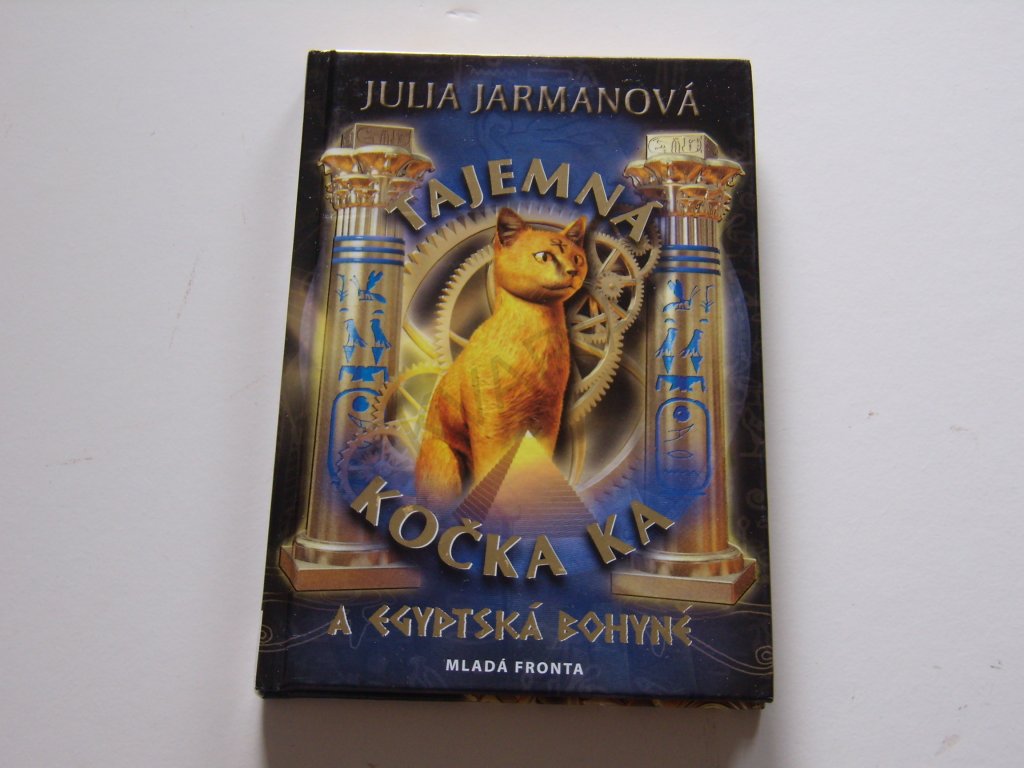 JULIA JARMANOVÁ
TAJEMNÁ
KOČKA KA
A EGYPTSKÁ BOHYNĚ
MLADÁ FRONTA